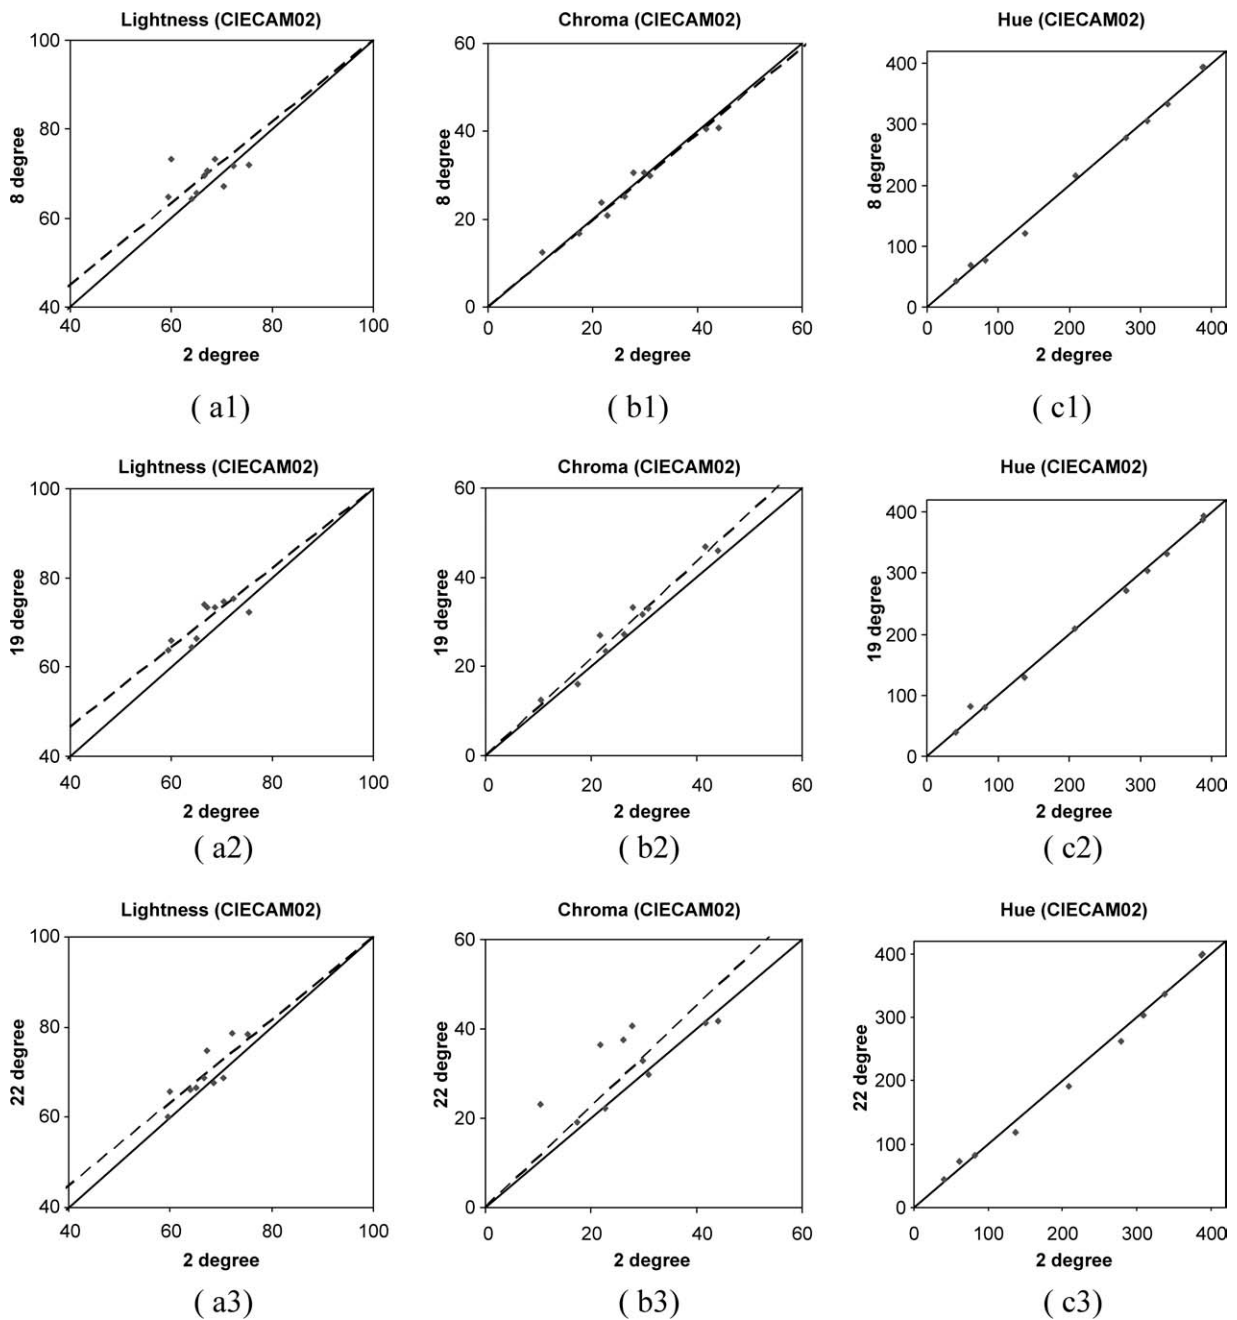 Lightness (CIECAM02)
100
80
60
40
8 degree
40 60 80 100
2 degree
( a1)
Chroma (CIECAM02)
60
40
20
0
8 degree
0 20 40 60
2 degree
( b1)
Hue (CIECAM02)
400
300
200
100
0
8 degree
0 100 200 300 400
2 degree
( c1)
Lightness (CIECAM02)
100
80
60
40
19 degree
40 60 80 100
2 degree
( a2)
Chroma (CIECAM02)
60
40
20
0
19 degree
0 20 40 60
2 degree
( b2)
Hue (CIECAM02)
400
300
200
100
0
19 degree
0 100 200 300 400
2 degree
( c2)
Lightness (CIECAM02)
100
80
60
40
22 degree
40 60 80 100
2 degree
( a3)
Chroma (CIECAM02)
60
40
20
0
22 degree
0 20 40 60
2 degree
( b3)
Hue (CIECAM02)
400
300
200
100
0
22 degree
0 100 200 300 400
2 degree
( c3)